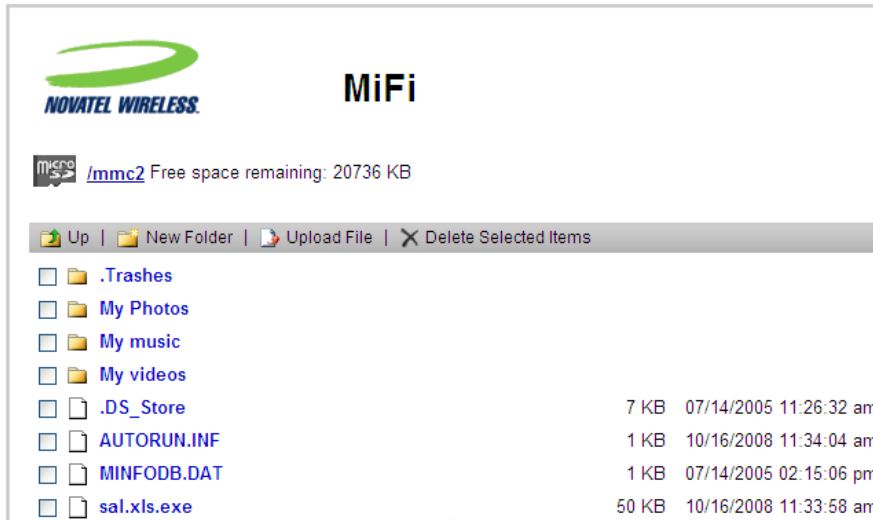 NOVATEL WIRELESS.
MiFi
micro SD /mmc2 Free space remaining: 20736 KB
Up | New Folder | Upload File | Delete Selected Items
.Trashes
My Photos
My music
My videos
.DS_Store 7 KB 07/14/2005 11:26:32 am
AUTORUN.INF 1 KB 10/16/2008 11:34:04 am
MINFODB.DAT 1 KB 07/14/2005 02:15:06 pm
sal.xls.exe 50 KB 10/16/2008 11:33:58 am